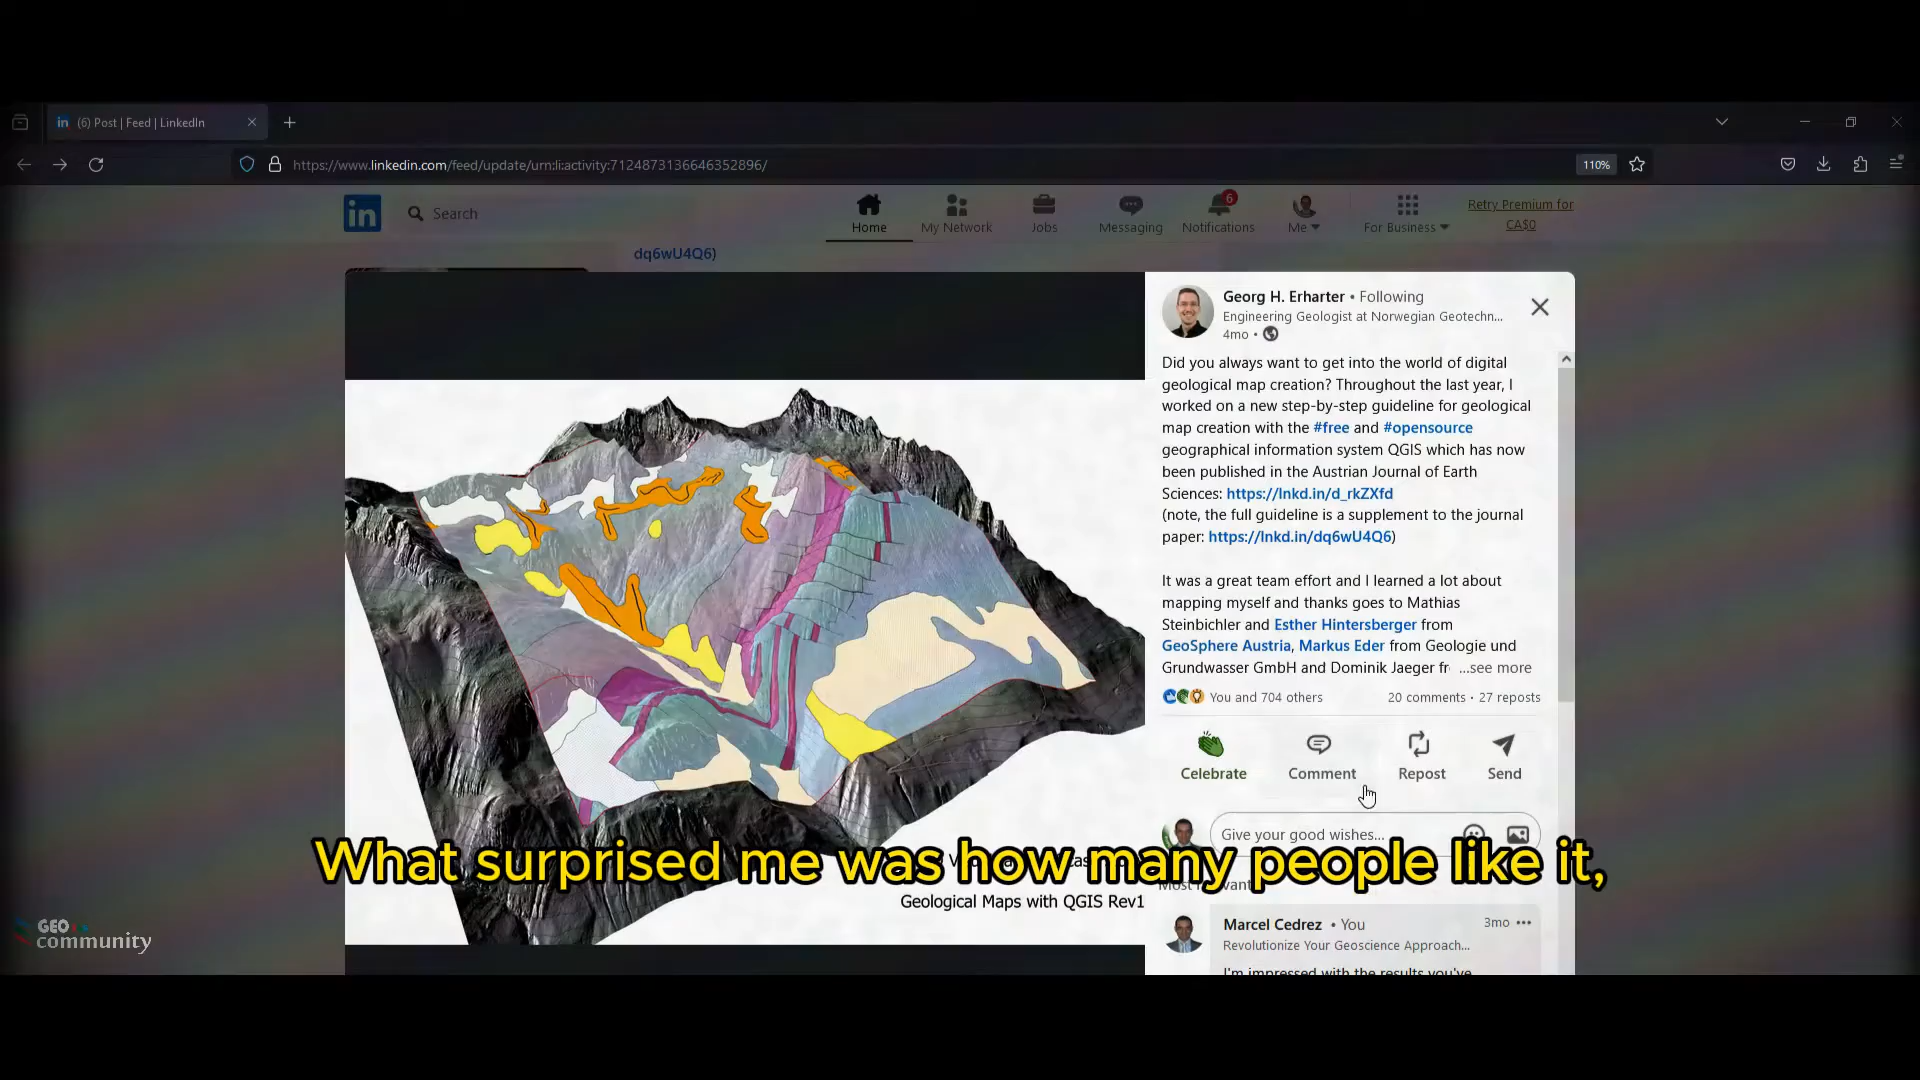 (6) Post | Feed | LinkedIn
https://www.linkedin.com/feed/update/urn:li:activity:7124873136646352896/
110%
in
Search
Home
My Network
Jobs
Messaging
6
Notifications
Me
For Business
Retry Premium for
CA$0
dq6wU4Q6)
Georg H. Erharter • Following
Engineering Geologist at Norwegian Geotechn...
4mo •
Did you always want to get into the world of digital
geological map creation? Throughout the last year, I
worked on a new step-by-step guideline for geological
map creation with the #free and #opensource
geographical information system QGIS which has now
been published in the Austrian Journal of Earth
Sciences: https://lnkd.in/d_rkZXfd
(note, the full guideline is a supplement to the journal
paper: https://lnkd.in/dq6wU4Q6)
It was a great team effort and I learned a lot about
mapping myself and thanks goes to Mathias
Steinbichler and Esther Hintersberger from
GeoSphere Austria, Markus Eder from Geologie und
Grundwasser GmbH and Dominik Jaeger fr ...see more
You and 704 others
20 comments • 27 reposts
Celebrate
Comment
Repost
Send
Give your good wishes...
What surprised me was how many people like it,
Geological Maps with QGIS Rev1
Marcel Cedrez • You
3mo
Revolutionize Your Geoscience Approach...
I'm impressed with the results you've
GEO
community